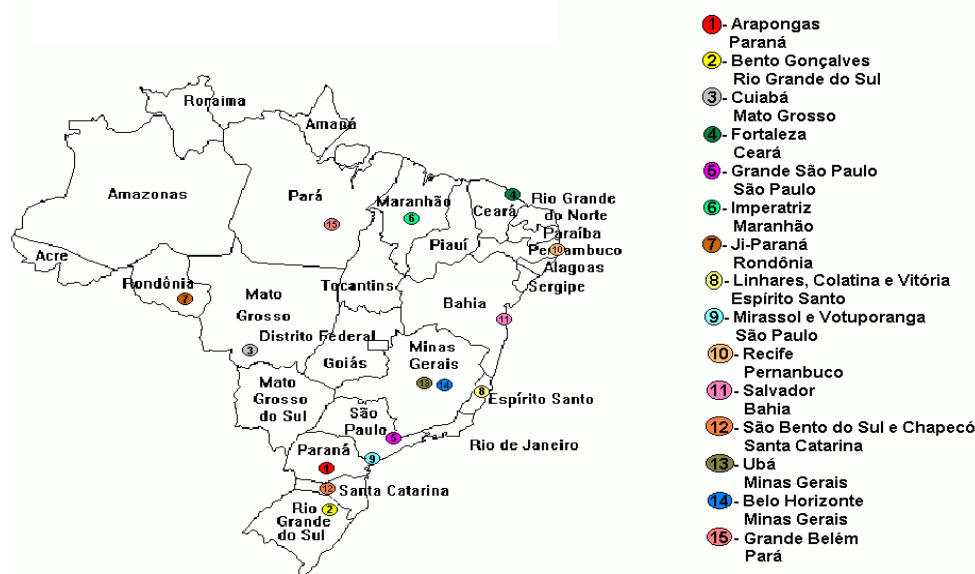 Roraima
Amapá
Amazonas
Pará
Maranhão
Ceará
Rio Grande
do Norte
Paraíba
Pernambuco
Alagoas
Sergipe
Piauí
Acre
Rondônia
Tocantins
Mato
Grosso
Bahia
Distrito Federal
Goiás
Minas
Gerais
Mato
Grosso
do Sul
Espírito Santo
São
Paulo
Rio de Janeiro
Paraná
Santa Catarina
Rio
Grande
do Sul
4
6
15
10
7
11
3
13
14
8
5
9
1
12
2
1 - Arapongas
Paraná
2 - Bento Gonçalves
Rio Grande do Sul
3 - Cuiabá
Mato Grosso
4 - Fortaleza
Ceará
5 - Grande São Paulo
São Paulo
6 - Imperatriz
Maranhão
7 - Ji-Paraná
Rondônia
8 - Linhares, Colatina e Vitória
Espírito Santo
9 - Mirassol e Votuporanga
São Paulo
10 - Recife
Pernanbuco
11 - Salvador
Bahia
12 - São Bento do Sul e Chapecó
Santa Catarina
13 - Ubá
Minas Gerais
14 - Belo Horizonte
Minas Gerais
15 - Grande Belém
Pará